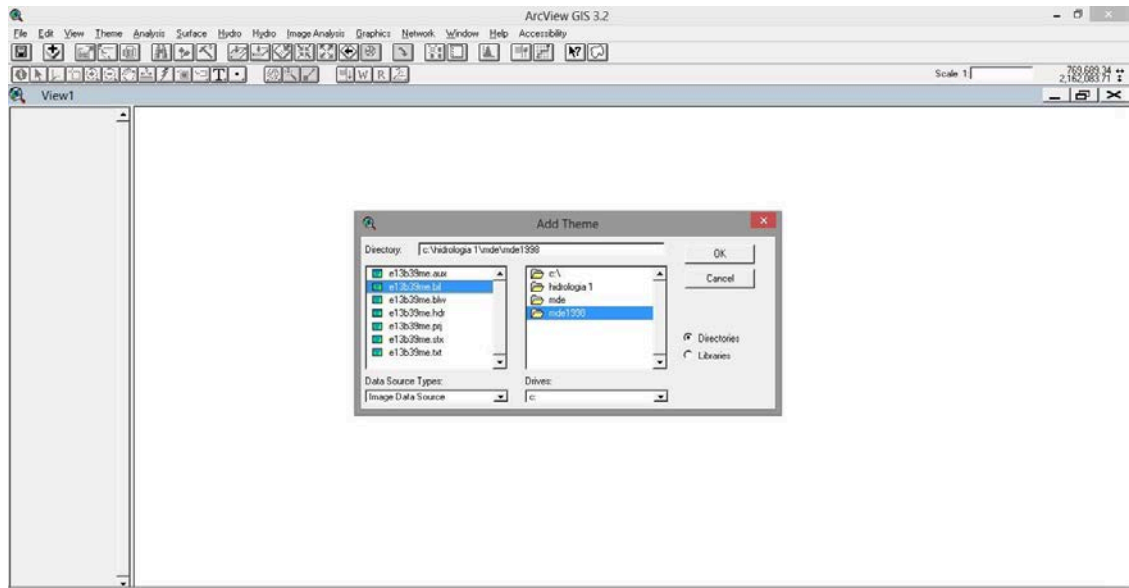 ArcView GIS 3.2
File Edit View Theme Analysis Surface Hydro Hydro Image Analysis Graphics Network Window Help Accessibility
T
W R
Scale 1:
769,689.34
2,162,083.71
View1
Add Theme
Directory: c:\hidrologia 1\mde\mde1998
OK
Cancel
e13b39me.aux
e13b39me.bil
e13b39me.blw
e13b39me.hdr
e13b39me.prj
e13b39me.stx
e13b39me.txt
c:\
hidrologia 1
mde
mde1998
Directories
Libraries
Data Source Types:
Image Data Source
Drives:
c: